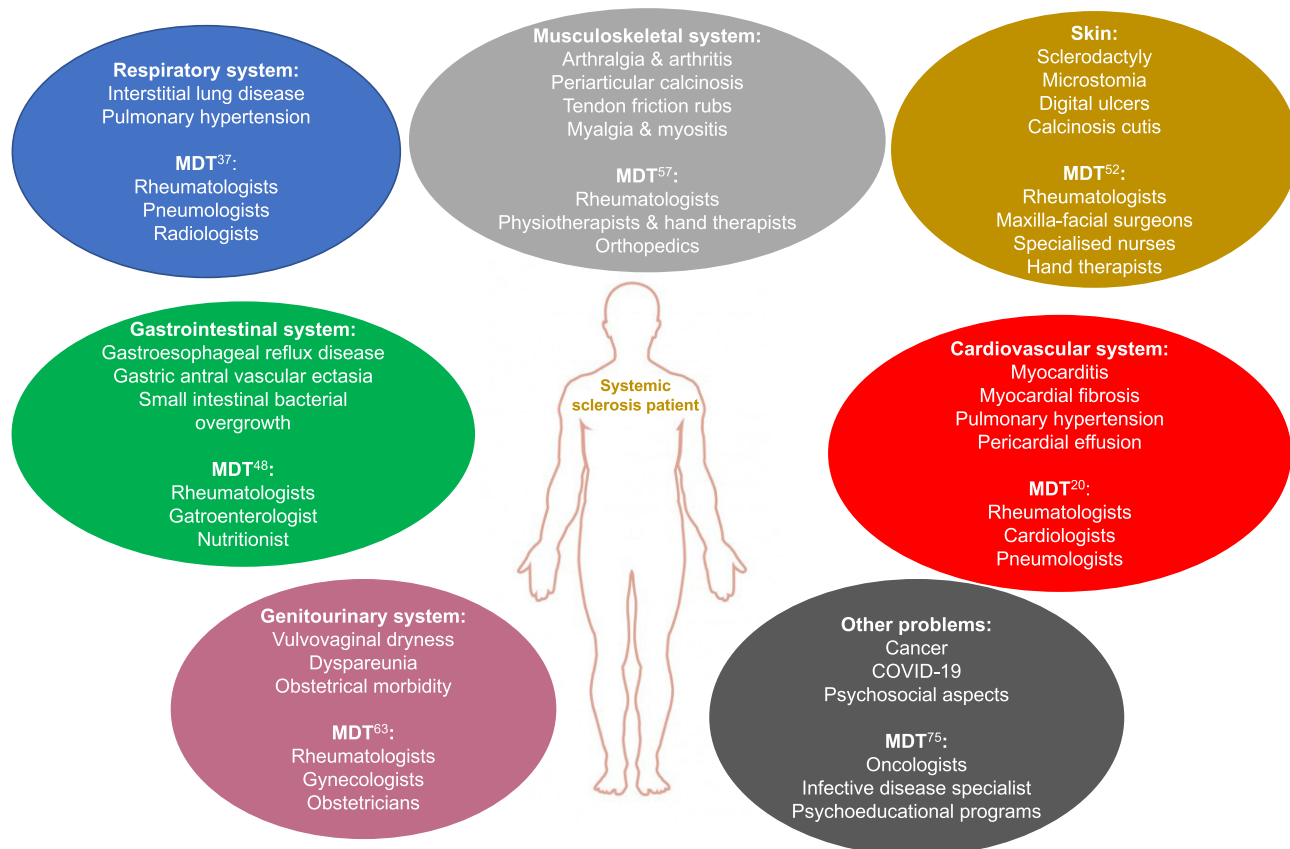 Respiratory system:
Interstitial lung disease
Pulmonary hypertension
MDT37:
Rheumatologists
Pneumologists
Radiologists
Musculoskeletal system:
Arthralgia & arthritis
Periarticular calcinosis
Tendon friction rubs
Myalgia & myositis
MDT57:
Rheumatologists
Physiotherapists & hand therapists
Orthopedics
Skin:
Sclerodactyly
Microstomia
Digital ulcers
Calcinosis cutis
MDT52:
Rheumatologists
Maxilla-facial surgeons
Specialised nurses
Hand therapists
Gastrointestinal system:
Gastroesophageal reflux disease
Gastric antral vascular ectasia
Small intestinal bacterial
overgrowth
MDT48:
Rheumatologists
Gatroenterologist
Nutritionist
Systemic
sclerosis patient
Cardiovascular system:
Myocarditis
Myocardial fibrosis
Pulmonary hypertension
Pericardial effusion
MDT20:
Rheumatologists
Cardiologists
Pneumologists
Genitourinary system:
Vulvovaginal dryness
Dyspareunia
Obstetrical morbidity
MDT63:
Rheumatologists
Gynecologists
Obstetricians
Other problems:
Cancer
COVID-19
Psychosocial aspects
MDT75:
Oncologists
Infective disease specialist
Psychoeducational programs